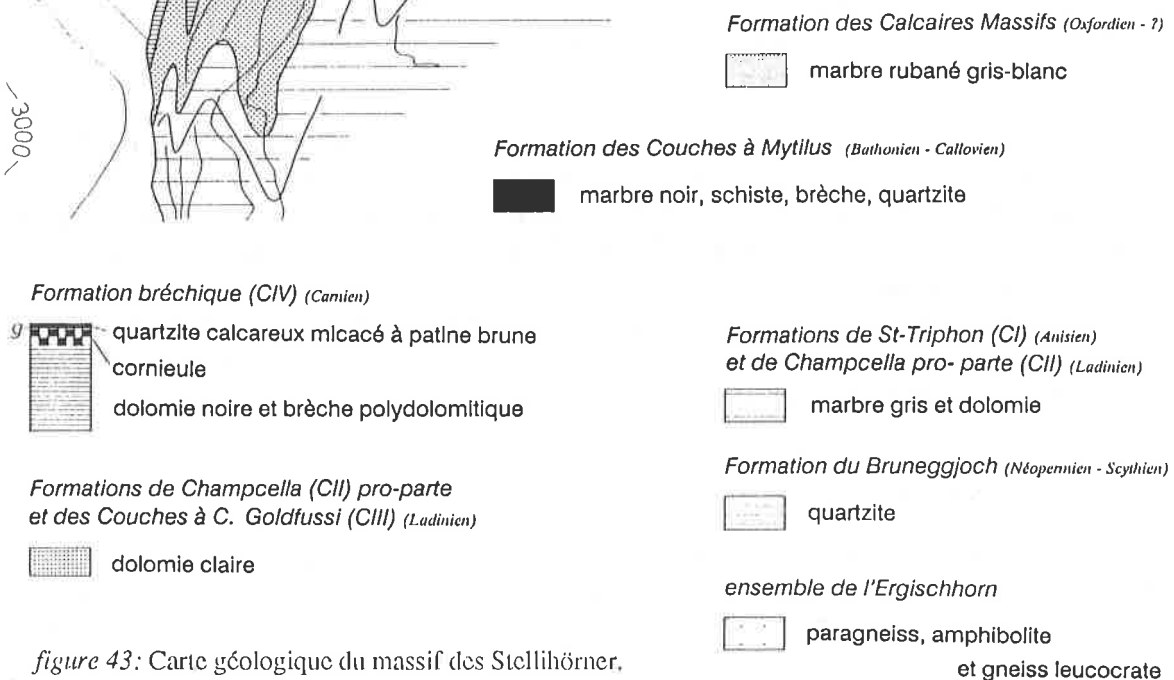 Formation des Calcaires Massifs (Oxfordien - ?)
marbre rubané gris-blanc
~3000~
Formation des Couches à Mytilus (Bathonien - Callovien)
marbre noir, schiste, brèche, quartzite
Formation bréchique (CIV) (Carnien)
g
quartzite calcareux micacé à patine brune
cornieule
dolomie noire et brèche polydolomitique
Formations de Champcella (CII) pro-parte
et des Couches à C. Goldfussi (CIII) (Ladinien)
dolomie claire
Formations de St-Triphon (CI) (Anisien)
et de Champcella pro- parte (CII) (Ladinien)
marbre gris et dolomie
Formation du Bruneggjoch (Néopermien - Scythien)
quartzite
ensemble de l'Ergischhorn
paragneiss, amphibolite
et gneiss leucocrate
figure 43: Carte géologique du massif des Stellihörner,